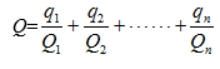 Q = q₁/Q₁ + q₂/Q₂ + ⋯⋯ + qₙ/Qₙ